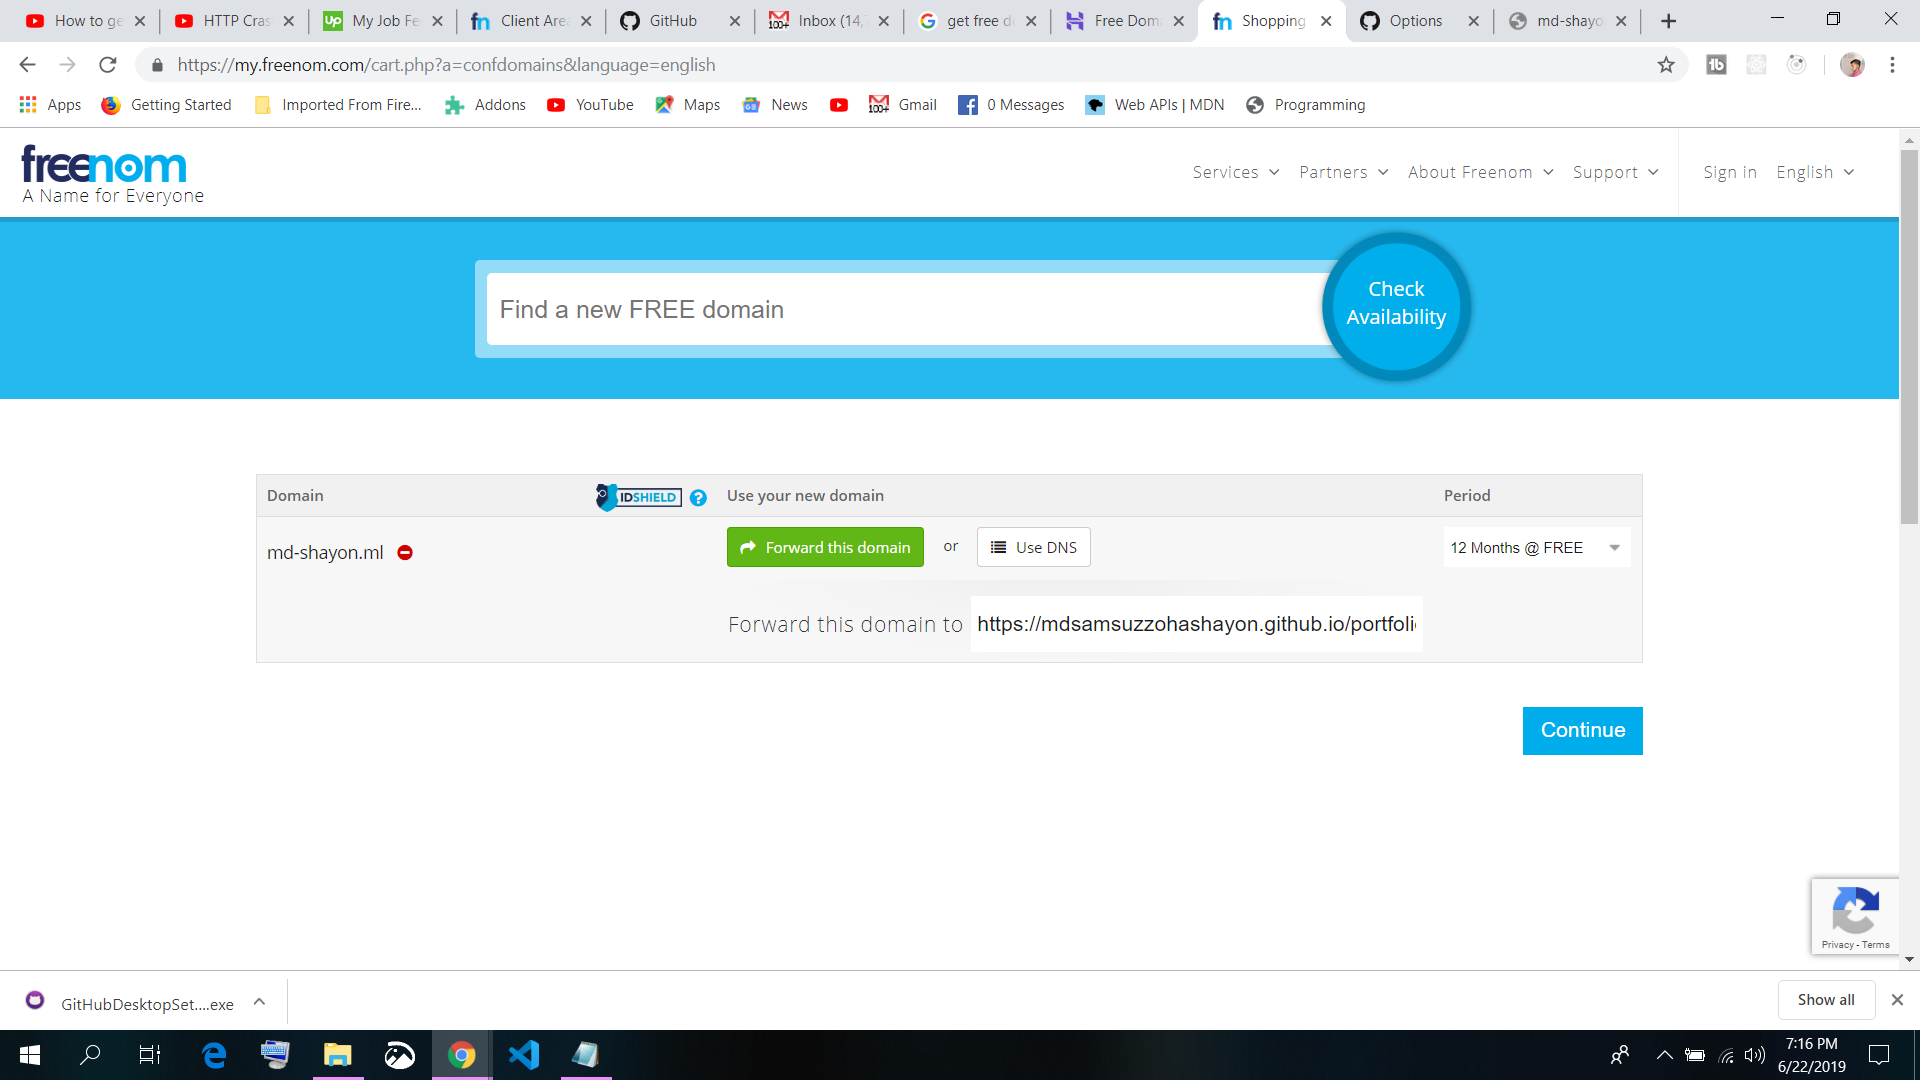 How to ge
HTTP Cras
My Job Fee
Client Area
GitHub
Inbox (14,
get free do
Free Doma
Shopping
Options
md-shayo
https://my.freenom.com/cart.php?a=confdomains&language=english
Apps
Getting Started
Imported From Fire...
Addons
YouTube
Maps
News
100+
Gmail
0 Messages
Web APIs | MDN
Programming
freenom
A Name for Everyone
Services
Partners
About Freenom
Support
Sign in
English
Find a new FREE domain
Check
Availability
Domain
IDSHIELD
?
Use your new domain
Period
md-shayon.ml
Forward this domain
or
Use DNS
12 Months @ FREE
Forward this domain to
https://mdsamsuzzohashayon.github.io/portfoli
Continue
Privacy - Terms
GitHubDesktopSet....exe
Show all
7:16 PM
6/22/2019